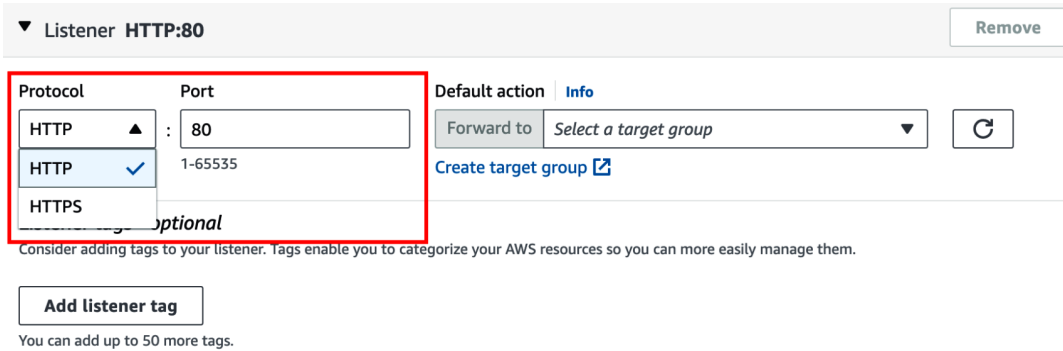 Listener HTTP:80
Remove
Protocol Port Default action Info
HTTP : 80 Forward to Select a target group
HTTP 1-65535 Create target group
HTTPS
optional
Consider adding tags to your listener. Tags enable you to categorize your AWS resources so you can more easily manage them.
Add listener tag
You can add up to 50 more tags.